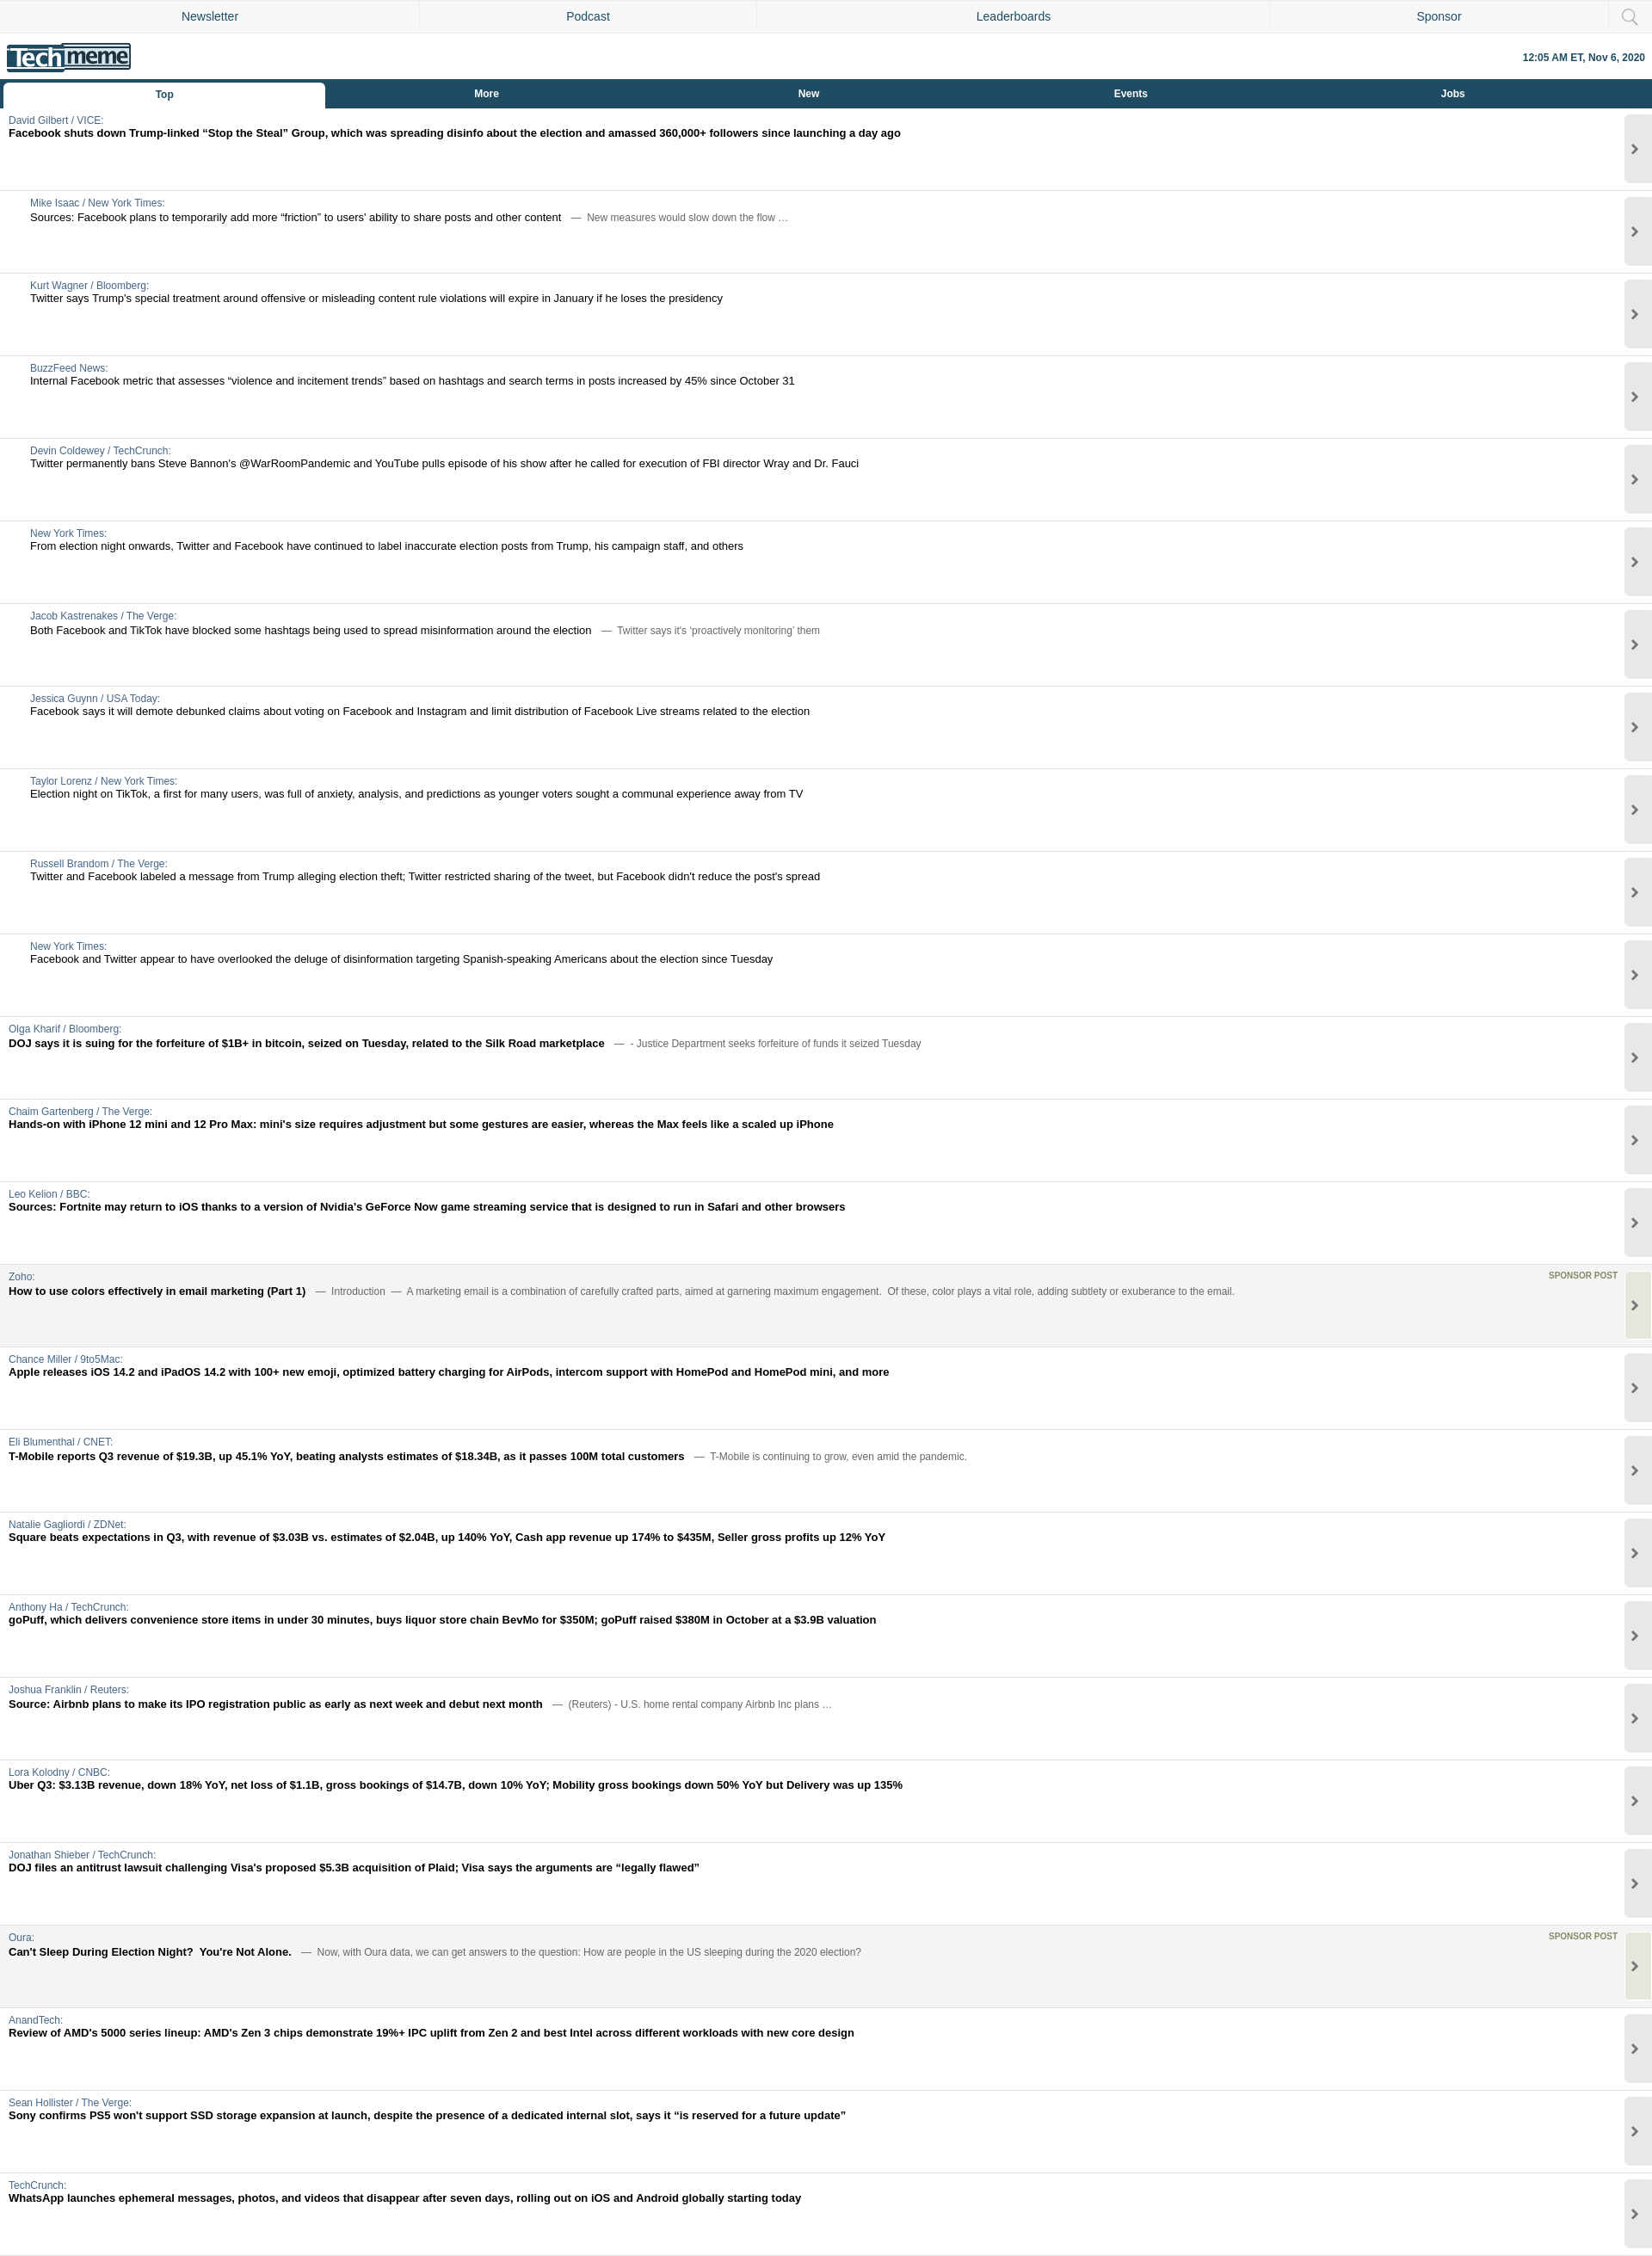 Newsletter
Podcast
Leaderboards
Sponsor
Techmeme
12:05 AM ET, Nov 6, 2020
Top
More
New
Events
Jobs
David Gilbert / VICE:
Facebook shuts down Trump-linked “Stop the Steal” Group, which was spreading disinfo about the election and amassed 360,000+ followers since launching a day ago
Mike Isaac / New York Times:
Sources: Facebook plans to temporarily add more “friction” to users' ability to share posts and other content — New measures would slow down the flow …
Kurt Wagner / Bloomberg:
Twitter says Trump's special treatment around offensive or misleading content rule violations will expire in January if he loses the presidency
BuzzFeed News:
Internal Facebook metric that assesses “violence and incitement trends” based on hashtags and search terms in posts increased by 45% since October 31
Devin Coldewey / TechCrunch:
Twitter permanently bans Steve Bannon's @WarRoomPandemic and YouTube pulls episode of his show after he called for execution of FBI director Wray and Dr. Fauci
New York Times:
From election night onwards, Twitter and Facebook have continued to label inaccurate election posts from Trump, his campaign staff, and others
Jacob Kastrenakes / The Verge:
Both Facebook and TikTok have blocked some hashtags being used to spread misinformation around the election — Twitter says it's ‘proactively monitoring’ them
Jessica Guynn / USA Today:
Facebook says it will demote debunked claims about voting on Facebook and Instagram and limit distribution of Facebook Live streams related to the election
Taylor Lorenz / New York Times:
Election night on TikTok, a first for many users, was full of anxiety, analysis, and predictions as younger voters sought a communal experience away from TV
Russell Brandom / The Verge:
Twitter and Facebook labeled a message from Trump alleging election theft; Twitter restricted sharing of the tweet, but Facebook didn't reduce the post's spread
New York Times:
Facebook and Twitter appear to have overlooked the deluge of disinformation targeting Spanish-speaking Americans about the election since Tuesday
Olga Kharif / Bloomberg:
DOJ says it is suing for the forfeiture of $1B+ in bitcoin, seized on Tuesday, related to the Silk Road marketplace — - Justice Department seeks forfeiture of funds it seized Tuesday
Chaim Gartenberg / The Verge:
Hands-on with iPhone 12 mini and 12 Pro Max: mini's size requires adjustment but some gestures are easier, whereas the Max feels like a scaled up iPhone
Leo Kelion / BBC:
Sources: Fortnite may return to iOS thanks to a version of Nvidia's GeForce Now game streaming service that is designed to run in Safari and other browsers
Zoho:
SPONSOR POST
How to use colors effectively in email marketing (Part 1) — Introduction — A marketing email is a combination of carefully crafted parts, aimed at garnering maximum engagement. Of these, color plays a vital role, adding subtlety or exuberance to the email.
Chance Miller / 9to5Mac:
Apple releases iOS 14.2 and iPadOS 14.2 with 100+ new emoji, optimized battery charging for AirPods, intercom support with HomePod and HomePod mini, and more
Eli Blumenthal / CNET:
T-Mobile reports Q3 revenue of $19.3B, up 45.1% YoY, beating analysts estimates of $18.34B, as it passes 100M total customers — T-Mobile is continuing to grow, even amid the pandemic.
Natalie Gagliordi / ZDNet:
Square beats expectations in Q3, with revenue of $3.03B vs. estimates of $2.04B, up 140% YoY, Cash app revenue up 174% to $435M, Seller gross profits up 12% YoY
Anthony Ha / TechCrunch:
goPuff, which delivers convenience store items in under 30 minutes, buys liquor store chain BevMo for $350M; goPuff raised $380M in October at a $3.9B valuation
Joshua Franklin / Reuters:
Source: Airbnb plans to make its IPO registration public as early as next week and debut next month — (Reuters) - U.S. home rental company Airbnb Inc plans …
Lora Kolodny / CNBC:
Uber Q3: $3.13B revenue, down 18% YoY, net loss of $1.1B, gross bookings of $14.7B, down 10% YoY; Mobility gross bookings down 50% YoY but Delivery was up 135%
Jonathan Shieber / TechCrunch:
DOJ files an antitrust lawsuit challenging Visa's proposed $5.3B acquisition of Plaid; Visa says the arguments are “legally flawed”
Oura:
SPONSOR POST
Can't Sleep During Election Night? You're Not Alone. — Now, with Oura data, we can get answers to the question: How are people in the US sleeping during the 2020 election?
AnandTech:
Review of AMD's 5000 series lineup: AMD's Zen 3 chips demonstrate 19%+ IPC uplift from Zen 2 and best Intel across different workloads with new core design
Sean Hollister / The Verge:
Sony confirms PS5 won't support SSD storage expansion at launch, despite the presence of a dedicated internal slot, says it “is reserved for a future update”
TechCrunch:
WhatsApp launches ephemeral messages, photos, and videos that disappear after seven days, rolling out on iOS and Android globally starting today